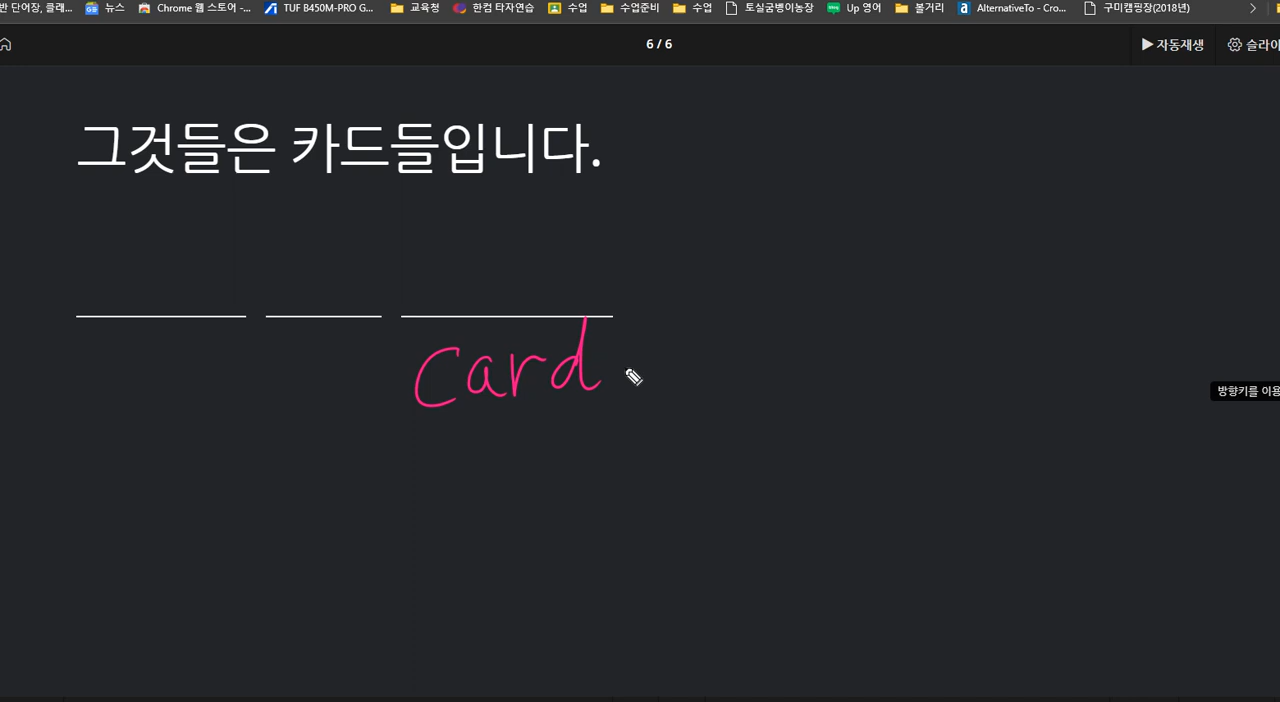 반 단어장, 클래... 뉴스 Chrome 웹 스토어 -... TUF B450M-PRO G... 교육청 한컴 타자연습 수업 수업준비 수업 토실굼벵이농장 Up 영어 볼거리 AlternativeTo - Cro... 구미캠핑장(2018년)
6 / 6 자동재생 슬라이
그것들은 카드들입니다.
card
방향키를 이용